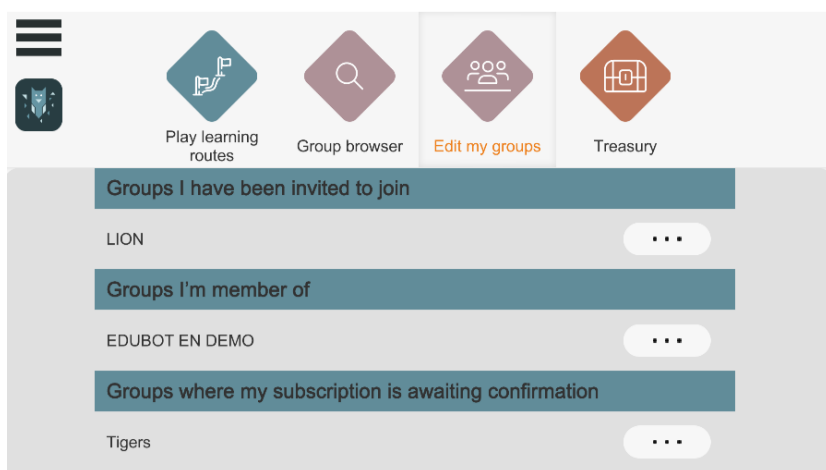 Play learning
routes
Group browser
Edit my groups
Treasury
Groups I have been invited to join
LION
Groups I'm member of
EDUBOT EN DEMO
Groups where my subscription is awaiting confirmation
Tigers